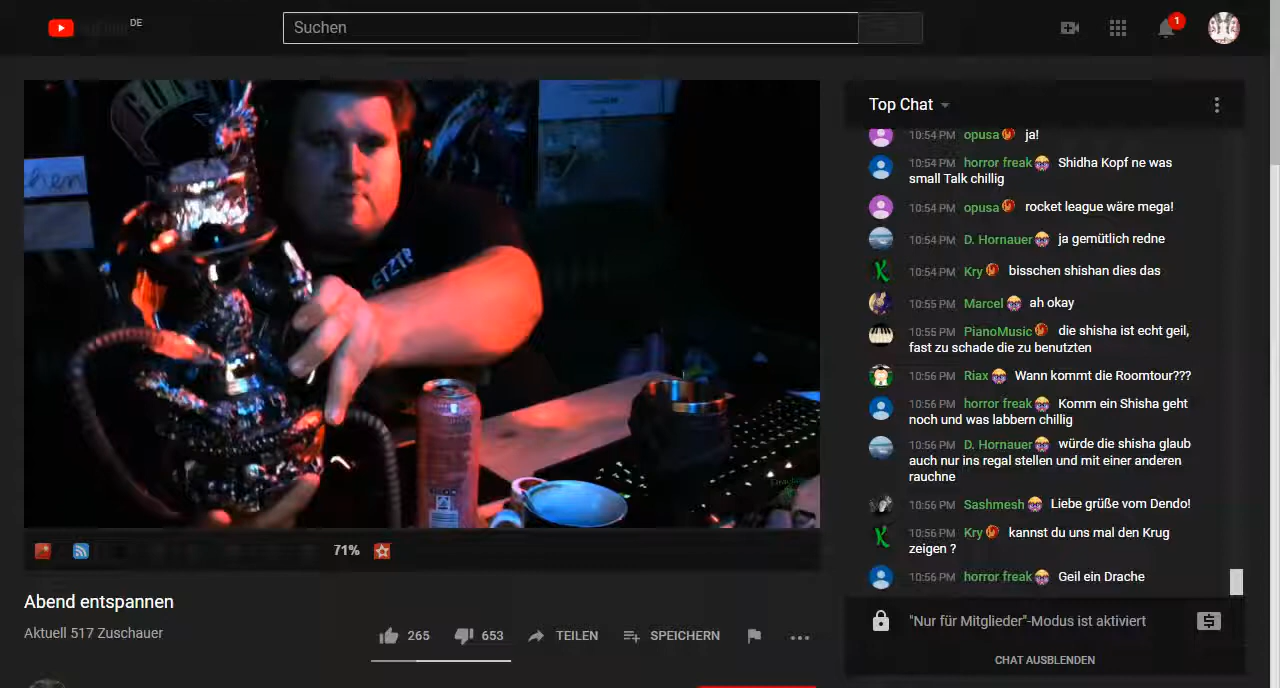 DE
Suchen
1
hen
ETZTR
71%
Abend entspannen
Aktuell 517 Zuschauer
265
653
TEILEN
SPEICHERN
Top Chat
10:54 PM opusa ja!
10:54 PM horror freak Shidha Kopf ne was
small Talk chillig
10:54 PM opusa rocket league wäre mega!
10:54 PM D. Hornauer ja gemütlich redne
10:54 PM Kry bisschen shishan dies das
10:55 PM Marcel ah okay
10:55 PM PianoMusic die shisha ist echt geil,
fast zu schade die zu benutzten
10:56 PM Riax Wann kommt die Roomtour???
10:56 PM horror freak Komm ein Shisha geht
noch und was labbern chillig
10:56 PM D. Hornauer würde die shisha glaub
auch nur ins regal stellen und mit einer anderen
rauchne
10:56 PM Sashmesh Liebe grüße vom Dendo!
10:56 PM Kry kannst du uns mal den Krug
zeigen ?
10:56 PM horror freak Geil ein Drache
"Nur für Mitglieder"-Modus ist aktiviert
CHAT AUSBLENDEN